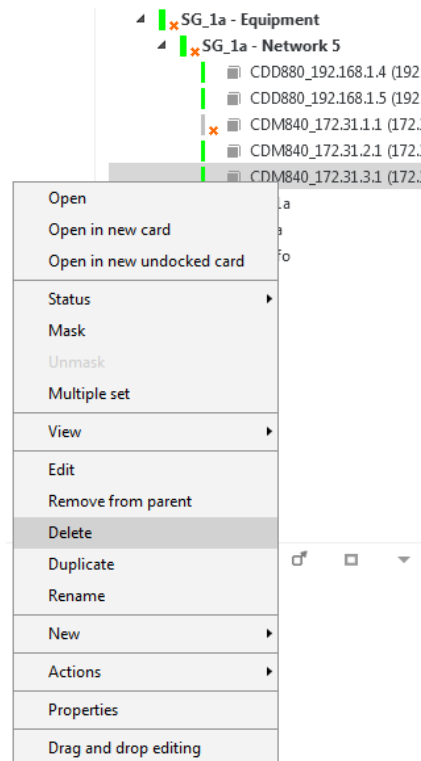 SG_1a - Equipment
SG_1a - Network 5
CDD880_192.168.1.4 (192
CDD880_192.168.1.5 (192
CDM840_172.31.1.1 (172.
CDM840_172.31.2.1 (172.
CDM840_172.31.3.1 (172.
1a
a
fo
Open
Open in new card
Open in new undocked card
Status
Mask
Unmask
Multiple set
View
Edit
Remove from parent
Delete
Duplicate
Rename
New
Actions
Properties
Drag and drop editing